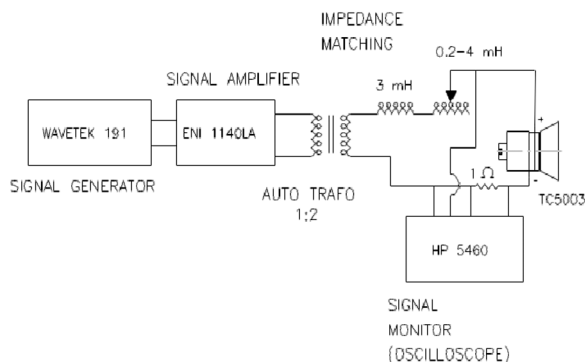 IMPEDANCE
MATCHING
0.2-4 mH
SIGNAL AMPLIFIER
3 mH
WAVETEK 191
ENI 1140LA
+
SIGNAL GENERATOR
AUTO TRAFO
1:2
1 Ω
-
TC5003
HP 5460
SIGNAL
MONITOR
(OSCILLOSCOPE)